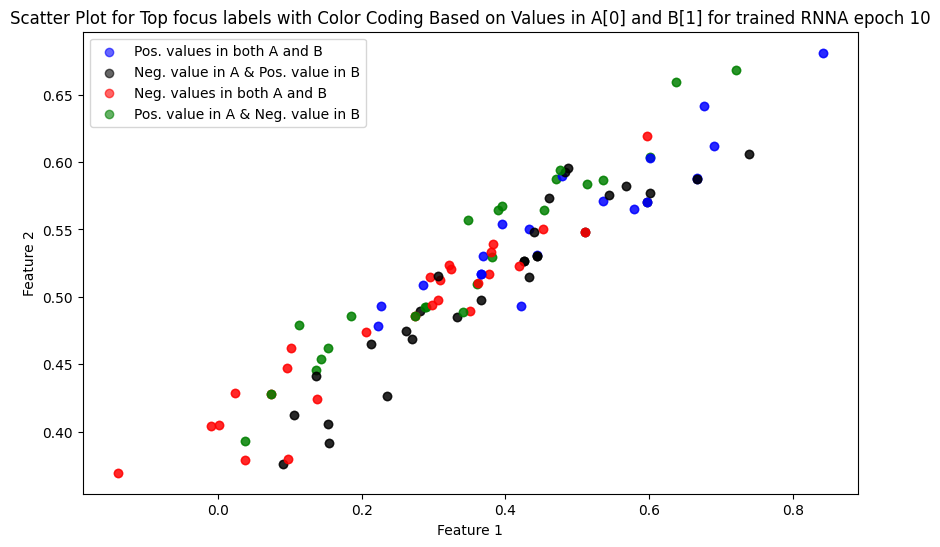 Scatter Plot for Top focus labels with Color Coding Based on Values in A[0] and B[1] for trained RNNA epoch 10
Pos. values in both A and B
Neg. value in A & Pos. value in B
Neg. values in both A and B
Pos. value in A & Neg. value in B
0.65
0.60
0.55
0.50
0.45
0.40
Feature 2
0.0
0.2
0.4
0.6
0.8
Feature 1